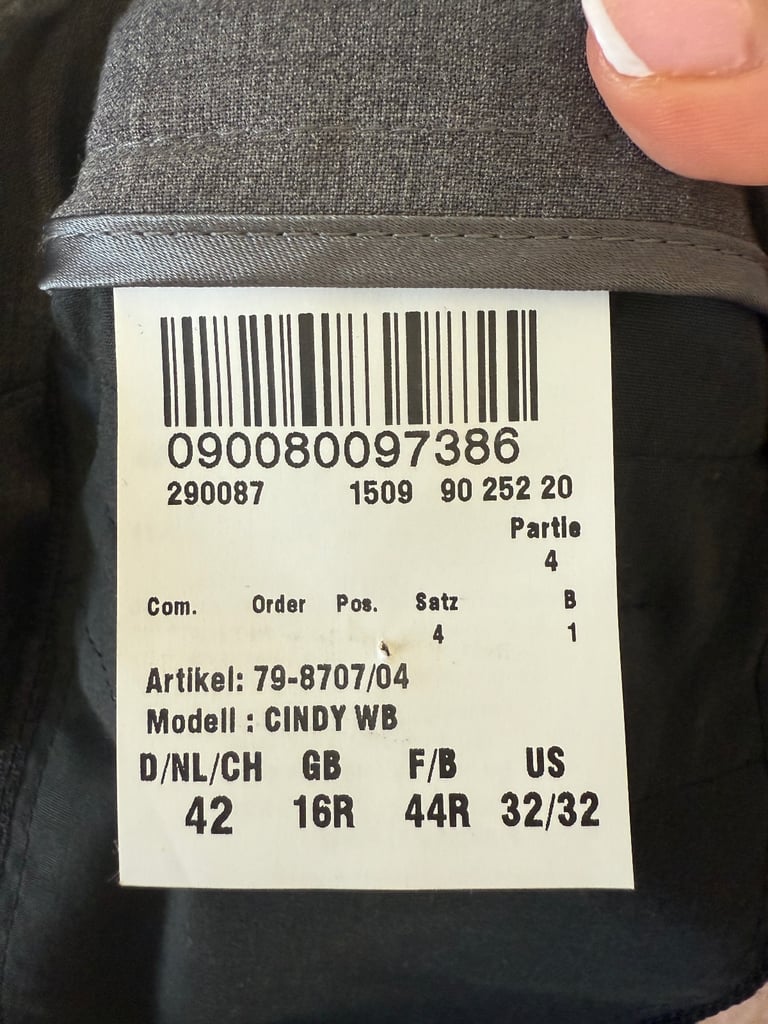 090080097386
290087 1509 90 252 20
Partie
4
Com. Order Pos. Satz B
4 1
Artikel: 79-8707/04
Modell : CINDY WB
D/NL/CH GB F/B US
42 16R 44R 32/32